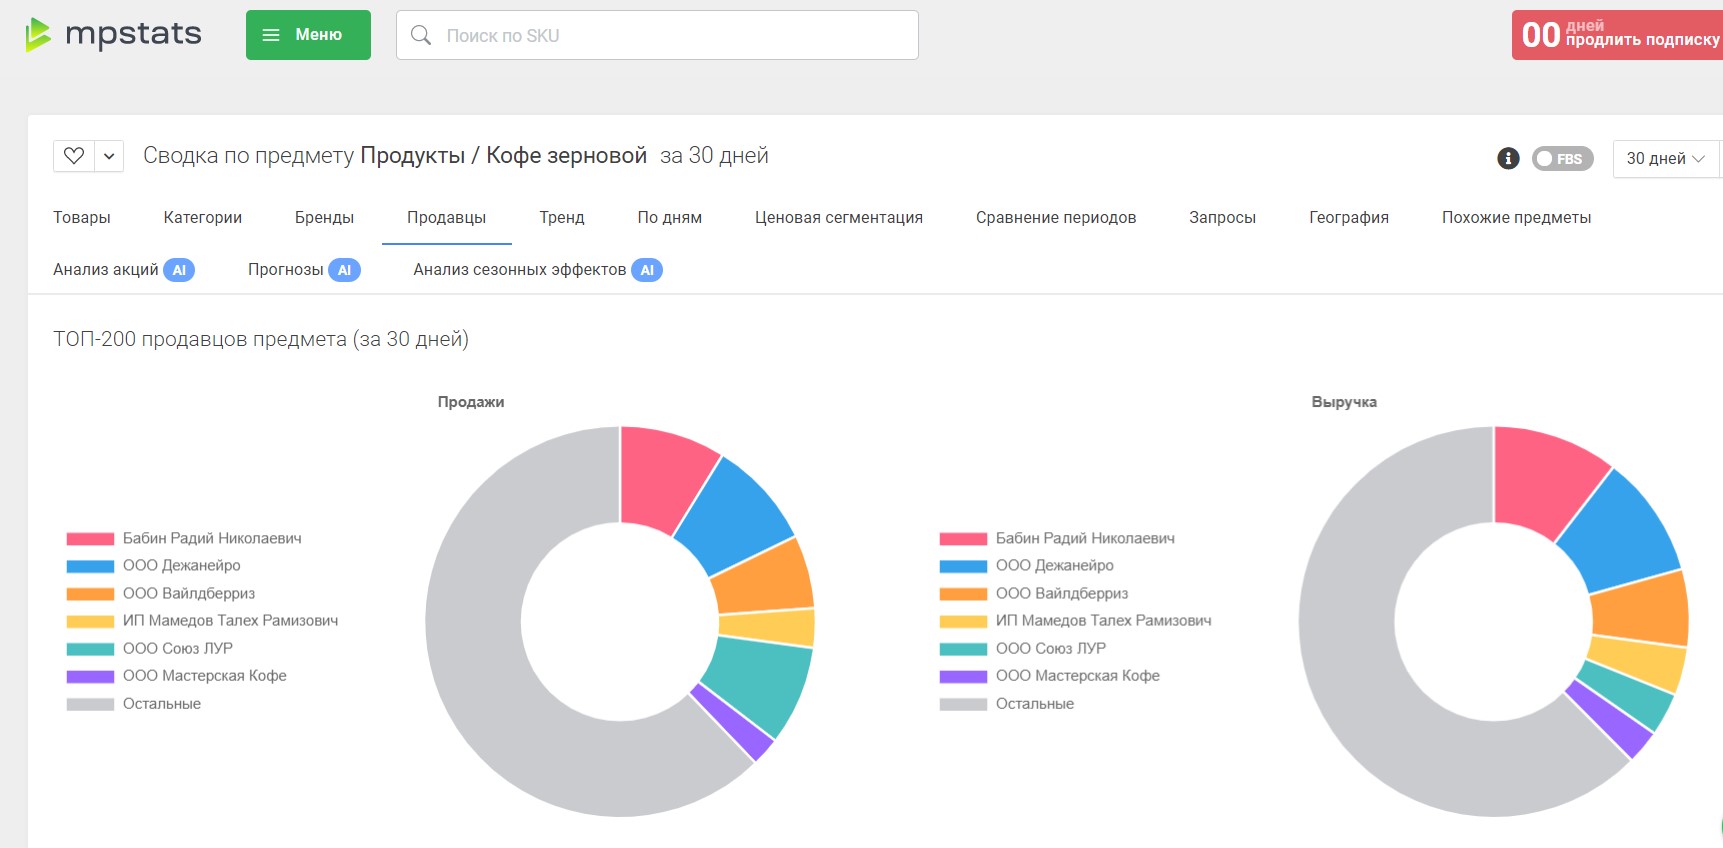 mpstats
Меню
Поиск по SKU
00 дней
продлить подписку
Сводка по предмету Продукты / Кофе зерновой за 30 дней
FBS
30 дней
Товары Категории Бренды Продавцы Тренд По дням Ценовая сегментация Сравнение периодов Запросы География Похожие предметы
Анализ акций AI Прогнозы AI Анализ сезонных эффектов AI
ТОП-200 продавцов предмета (за 30 дней)
Продажи
Бабин Радий Николаевич
ООО Дежанейро
ООО Вайлдберриз
ИП Мамедов Талех Рамизович
ООО Союз ЛУР
ООО Мастерская Кофе
Остальные
Выручка
Бабин Радий Николаевич
ООО Дежанейро
ООО Вайлдберриз
ИП Мамедов Талех Рамизович
ООО Союз ЛУР
ООО Мастерская Кофе
Остальные